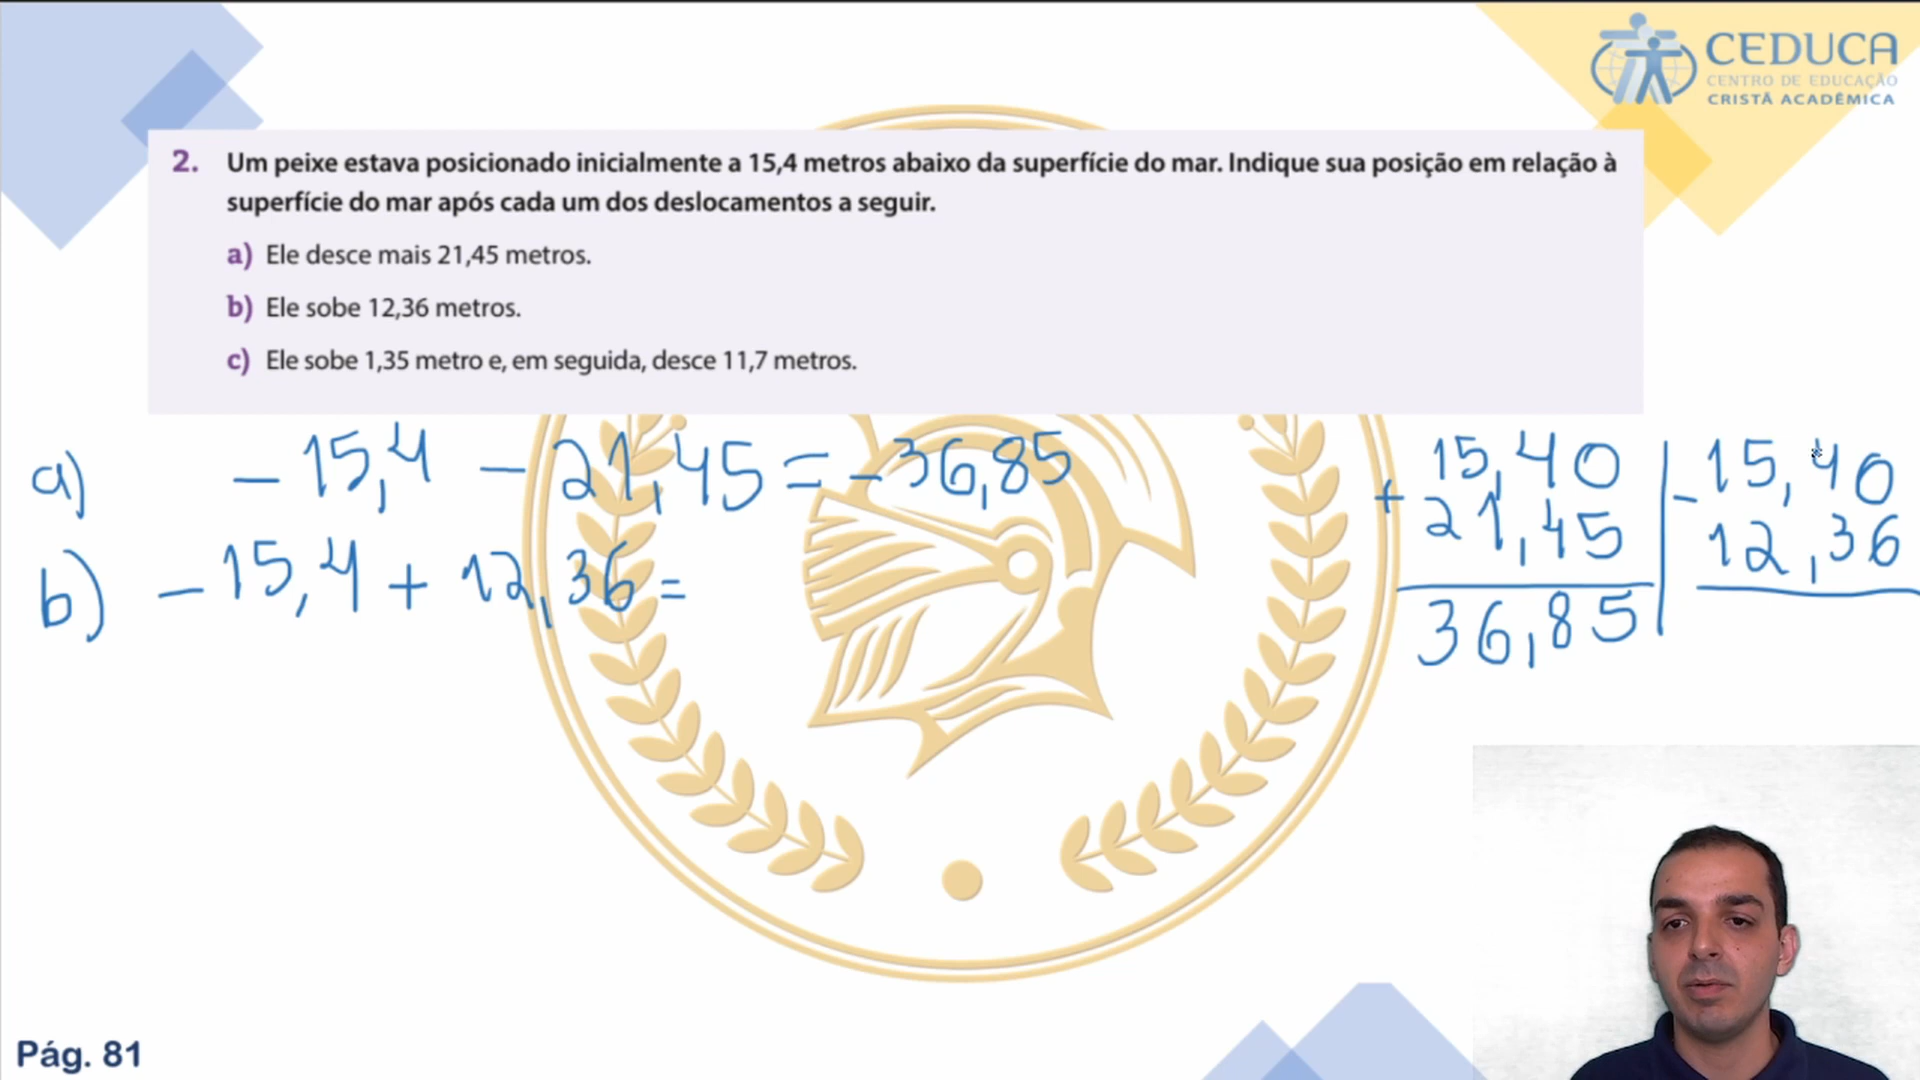 CEDUCA
CENTRO DE EDUCAÇÃO
CRISTÃ ACADÊMICA
2. Um peixe estava posicionado inicialmente a 15,4 metros abaixo da superfície do mar. Indique sua posição em relação à
superfície do mar após cada um dos deslocamentos a seguir.
a) Ele desce mais 21,45 metros.
b) Ele sobe 12,36 metros.
c) Ele sobe 1,35 metro e, em seguida, desce 11,7 metros.
a) - 15,4 - 21,45 = - 36,85
b) - 15,4 + 12,36 =
15,40
+ 21,45
36,85
- 15,40
12,36
Pág. 81